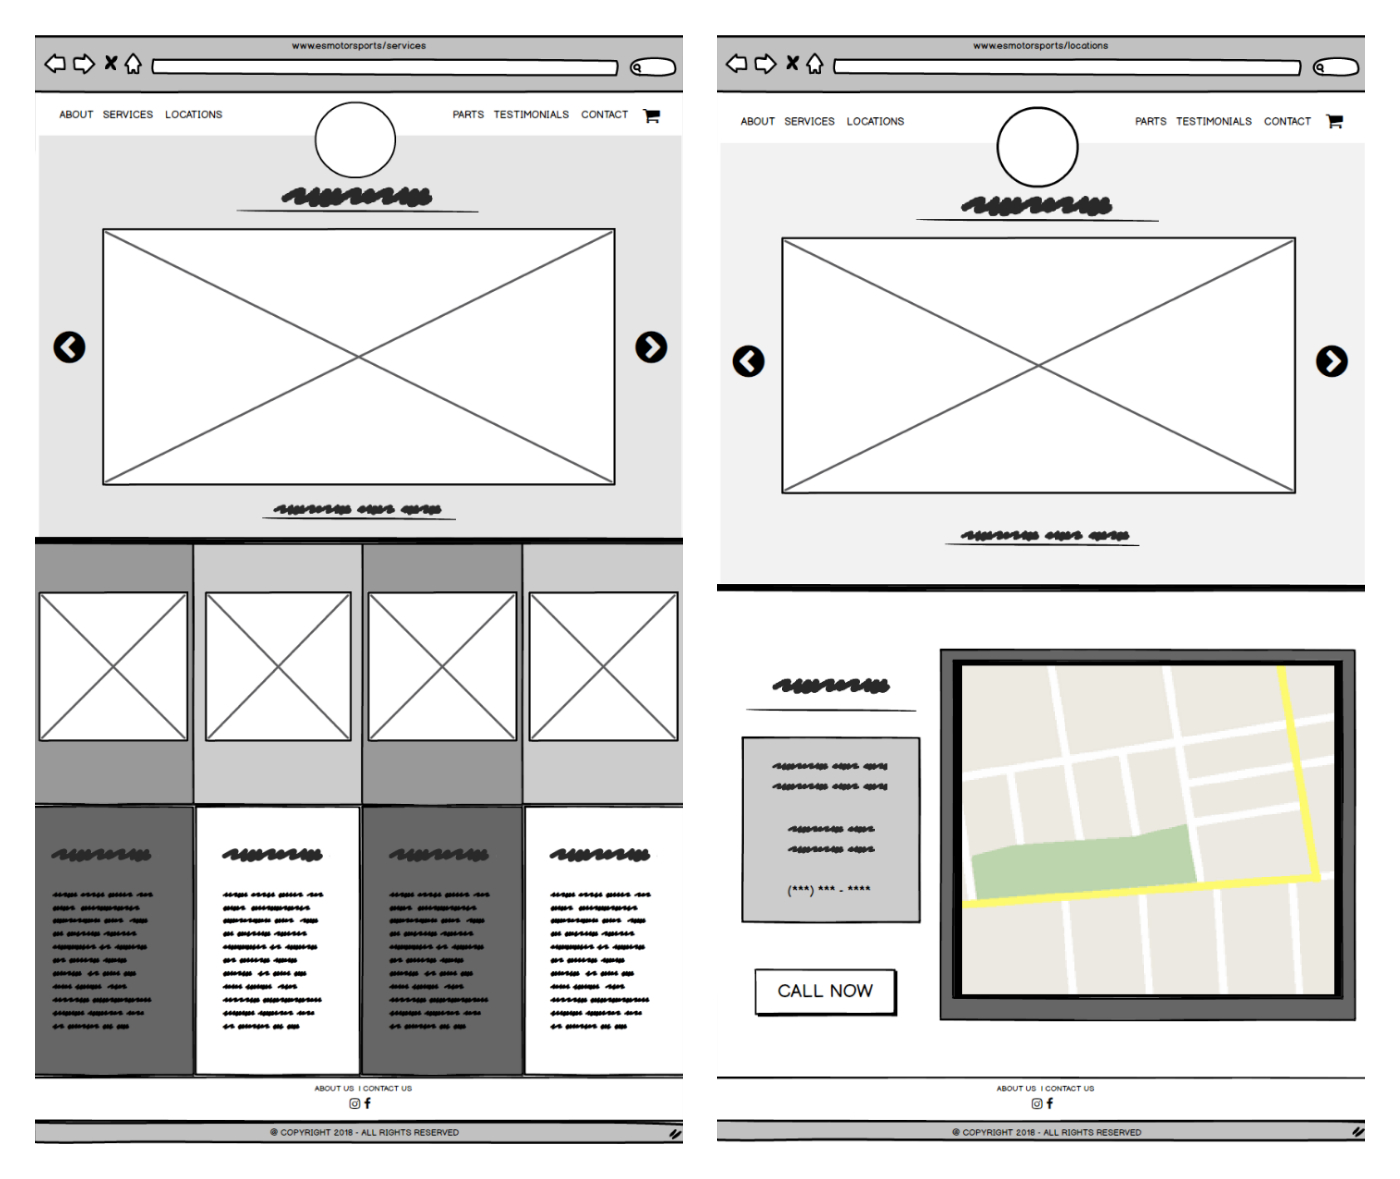 www.esmotorsports/services
ABOUT SERVICES LOCATIONS PARTS TESTIMONIALS CONTACT
ABOUT US | CONTACT US
@ COPYRIGHT 2018 - ALL RIGHTS RESERVED
www.esmotorsports/locations
ABOUT SERVICES LOCATIONS PARTS TESTIMONIALS CONTACT
(***) *** - ****
CALL NOW
ABOUT US | CONTACT US
@ COPYRIGHT 2018 - ALL RIGHTS RESERVED